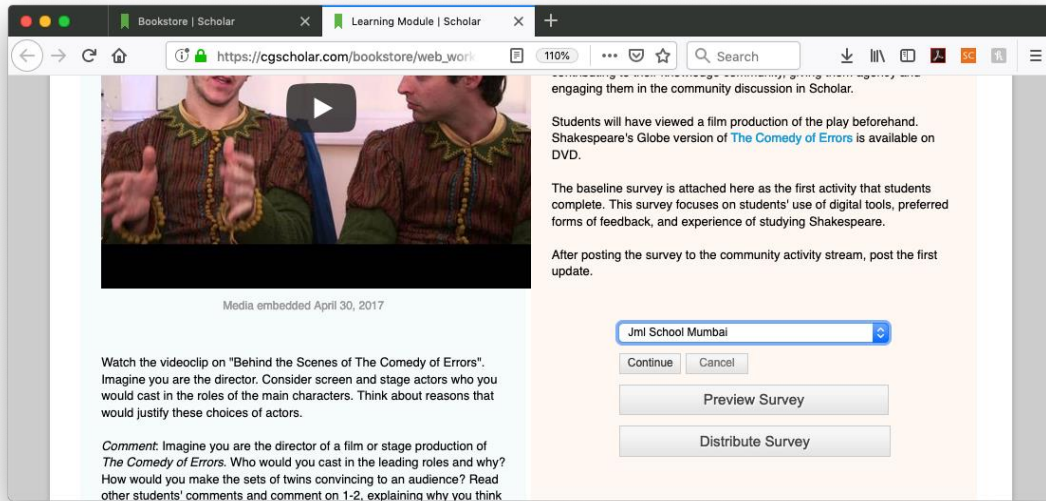 Bookstore | Scholar
Learning Module | Scholar
https://cgscholar.com/bookstore/web_work
110%
Search
SC
contributing to their knowledge community, giving them agency and
engaging them in the community discussion in Scholar.
Students will have viewed a film production of the play beforehand.
Shakespeare's Globe version of The Comedy of Errors is available on
DVD.
The baseline survey is attached here as the first activity that students
complete. This survey focuses on students' use of digital tools, preferred
forms of feedback, and experience of studying Shakespeare.
After posting the survey to the community activity stream, post the first
update.
Media embedded April 30, 2017
Jml School Mumbai
Continue
Cancel
Preview Survey
Distribute Survey
Watch the videoclip on "Behind the Scenes of The Comedy of Errors".
Imagine you are the director. Consider screen and stage actors who you
would cast in the roles of the main characters. Think about reasons that
would justify these choices of actors.
Comment: Imagine you are the director of a film or stage production of
The Comedy of Errors. Who would you cast in the leading roles and why?
How would you make the sets of twins convincing to an audience? Read
other students' comments and comment on 1-2, explaining why you think